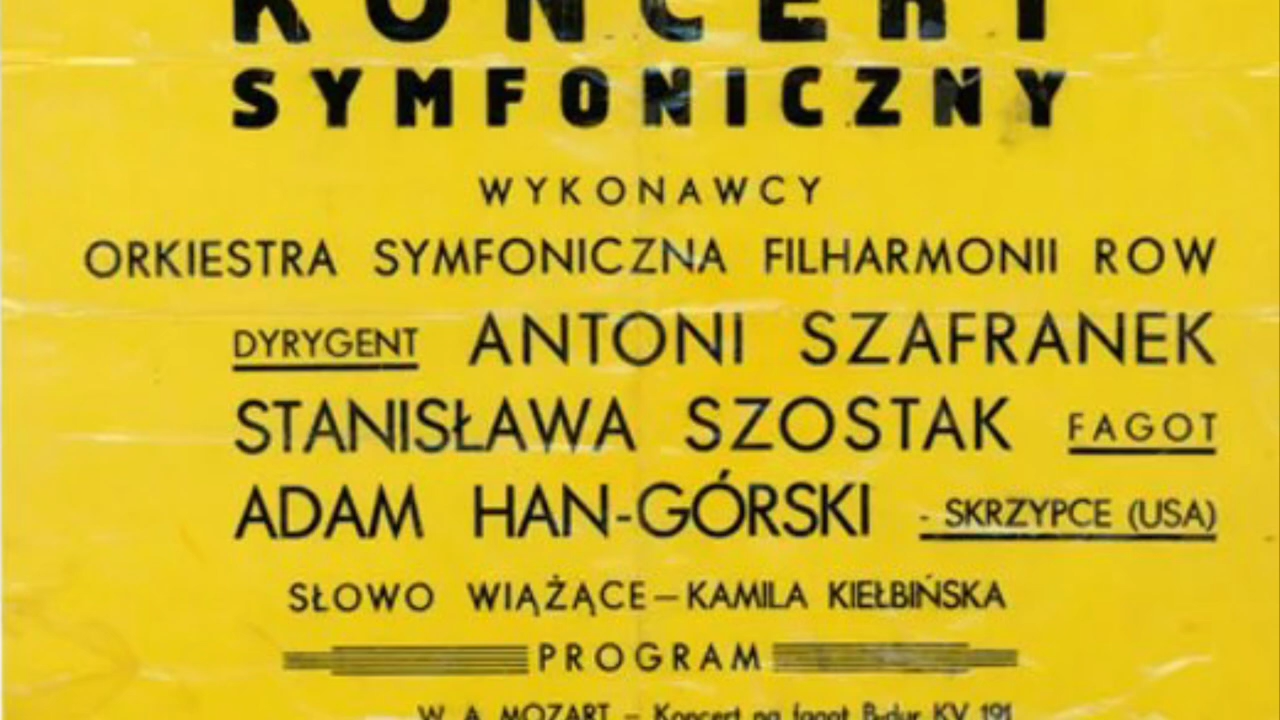 KONCERT
SYMFONICZNY
WYKONAWCY
ORKIESTRA SYMFONICZNA FILHARMONII ROW
DYRYGENT ANTONI SZAFRANEK
STANISŁAWA SZOSTAK FAGOT
ADAM HAN-GÓRSKI - SKRZYPCE (USA)
SŁOWO WIĄŻĄCE – KAMILA KIEŁBIŃSKA
PROGRAM
W. A. MOZART – Koncert na fagot B-dur KV 191